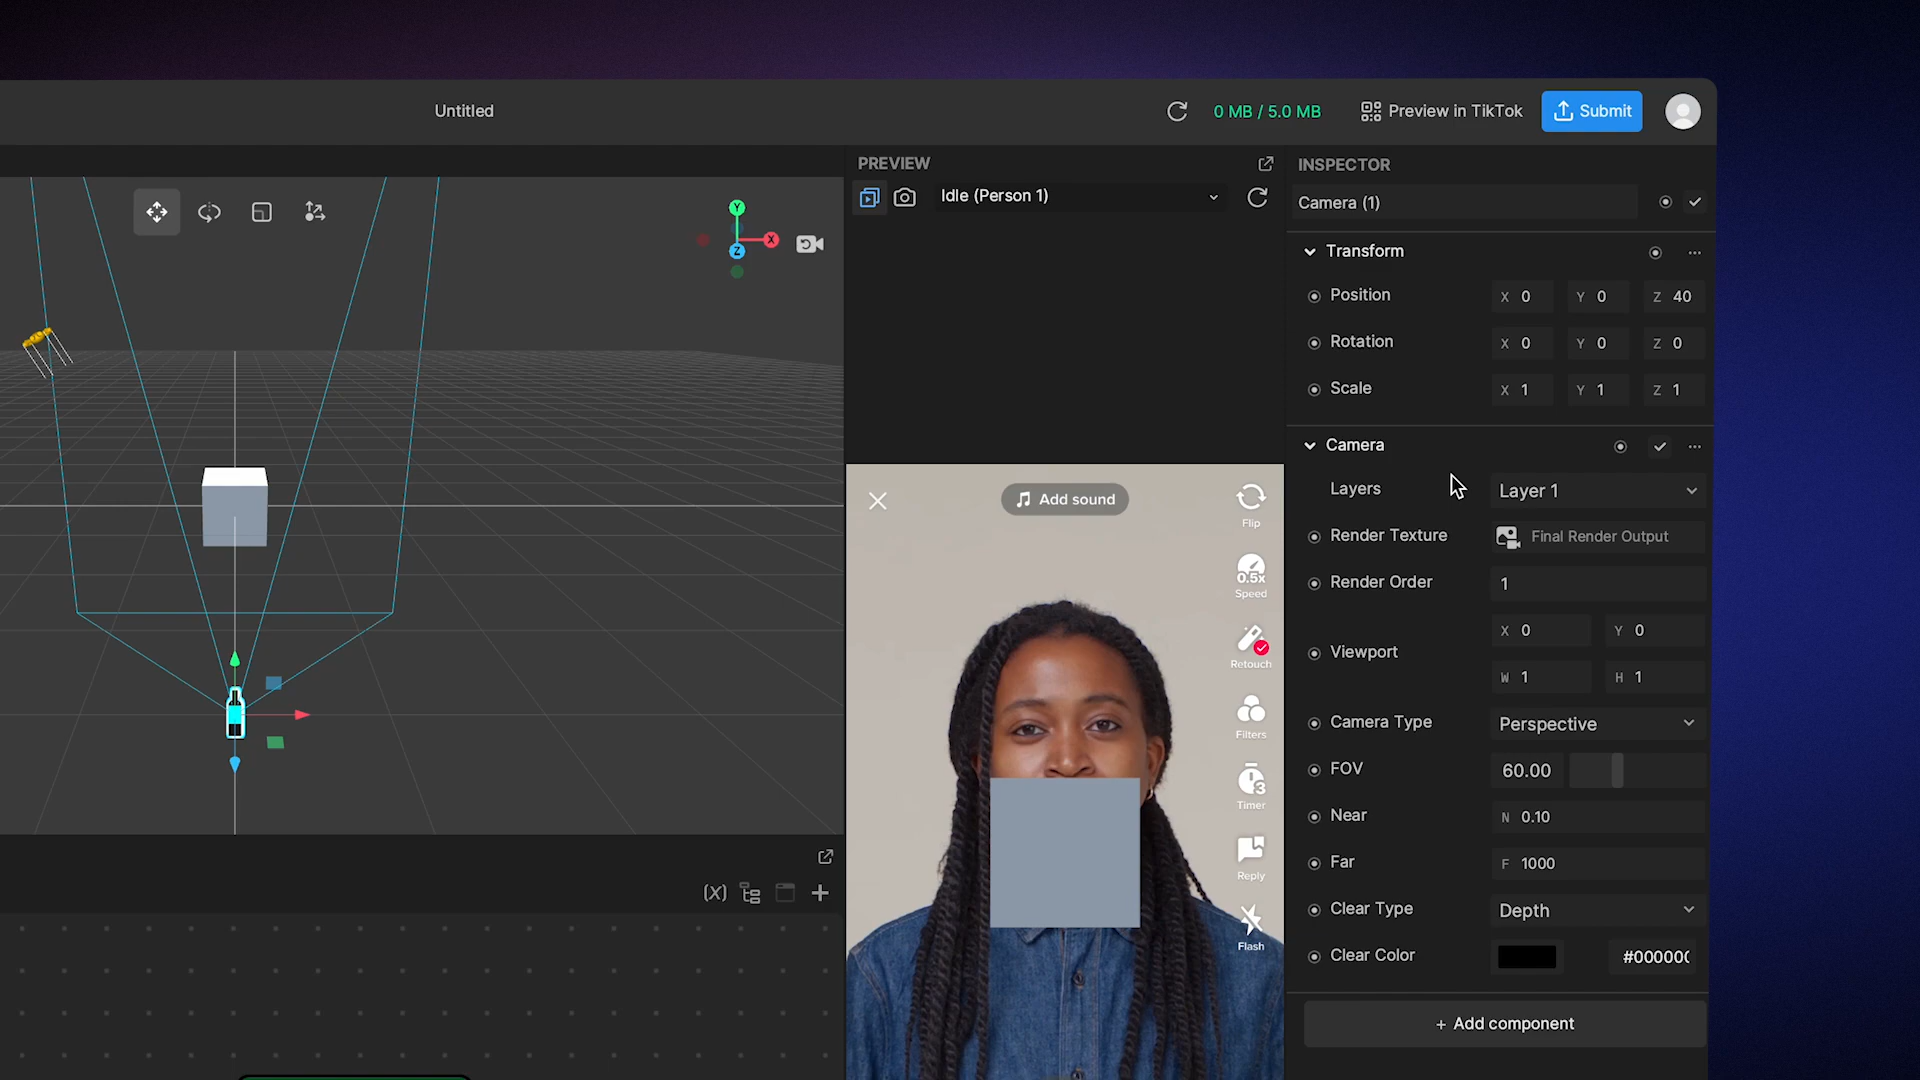 Untitled
0 MB / 5.0 MB
Preview in TikTok
Submit
PREVIEW
Idle (Person 1)
Y
X
Z
Add sound
Flip
0.5x
Speed
Retouch
Filters
3
Timer
Reply
Flash
(X)
INSPECTOR
Camera (1)
Transform
Position X 0 Y 0 Z 40
Rotation X 0 Y 0 Z 0
Scale X 1 Y 1 Z 1
Camera
Layers Layer 1
Render Texture Final Render Output
Render Order 1
Viewport X 0 Y 0
W 1 H 1
Camera Type Perspective
FOV 60.00
Near N 0.10
Far F 1000
Clear Type Depth
Clear Color #00000
+ Add component